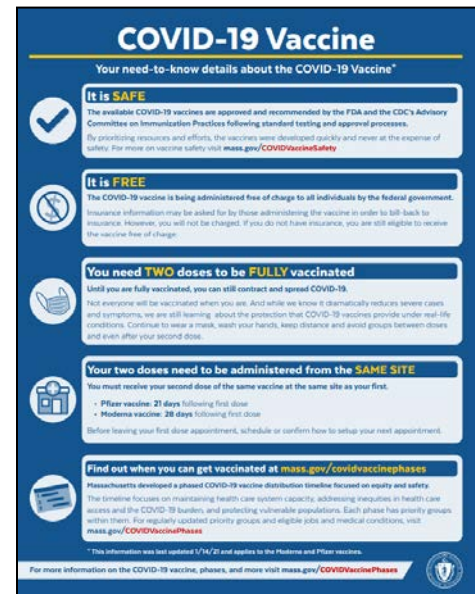 COVID-19 Vaccine
Your need-to-know details about the COVID-19 Vaccine*
It is SAFE
The available COVID-19 vaccines are approved and recommended by the FDA and the CDC's Advisory
Committee on Immunization Practices following standard testing and approval processes.
By prioritizing resources and efforts, the vaccines were developed quickly and never at the expense of
safety. For more on vaccine safety visit mass.gov/COVIDVaccineSafety
It is FREE
The COVID-19 vaccine is being administered free of charge to all individuals by the federal government.
Insurance information may be asked for by those administering the vaccine in order to bill-back to
insurance. However, you will not be charged. If you do not have insurance, you are still eligible to receive
the vaccine free of charge.
You need TWO doses to be FULLY vaccinated
Until you are fully vaccinated, you can still contract and spread COVID-19.
Not everyone will be vaccinated when you are. And while we know it dramatically reduces severe cases
and symptoms, we are still learning about the protection that COVID-19 vaccines provide under real-life
conditions. Continue to wear a mask, wash your hands, keep distance and avoid groups between doses
and even after your second dose.
Your two doses need to be administered from the SAME SITE
You must receive your second dose of the same vaccine at the same site as your first.
• Pfizer vaccine: 21 days following first dose
• Moderna vaccine: 28 days following first dose
Before leaving your first dose appointment, schedule or confirm how to setup your next appointment.
Find out when you can get vaccinated at mass.gov/covidvaccinephases
Massachusetts developed a phased COVID-19 vaccine distribution timeline focused on equity and safety.
The timeline focuses on maintaining health care system capacity, addressing inequities in health care
access and the COVID-19 burden, and protecting vulnerable populations. Each phase has priority groups
within them. For regularly updated priority groups and eligible jobs and medical conditions, visit
mass.gov/COVIDVaccinePhases
* This information was last updated 1/14/21 and applies to the Moderna and Pfizer vaccines.
For more information on the COVID-19 vaccine, phases, and more visit mass.gov/COVIDVaccinePhases